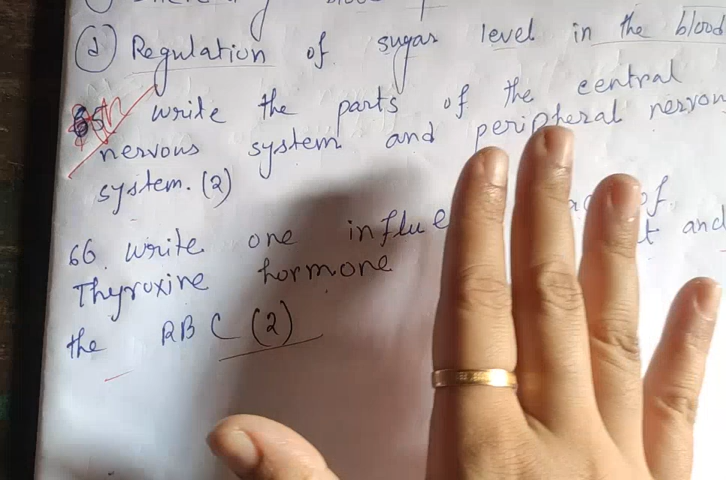 (d) Regulation of sugar level in the blood
65 write the parts of the central
nervous system and peripheral nervou
system. (2)
66. write one influe of
Thyroxine hormone t and
the RBC (2)